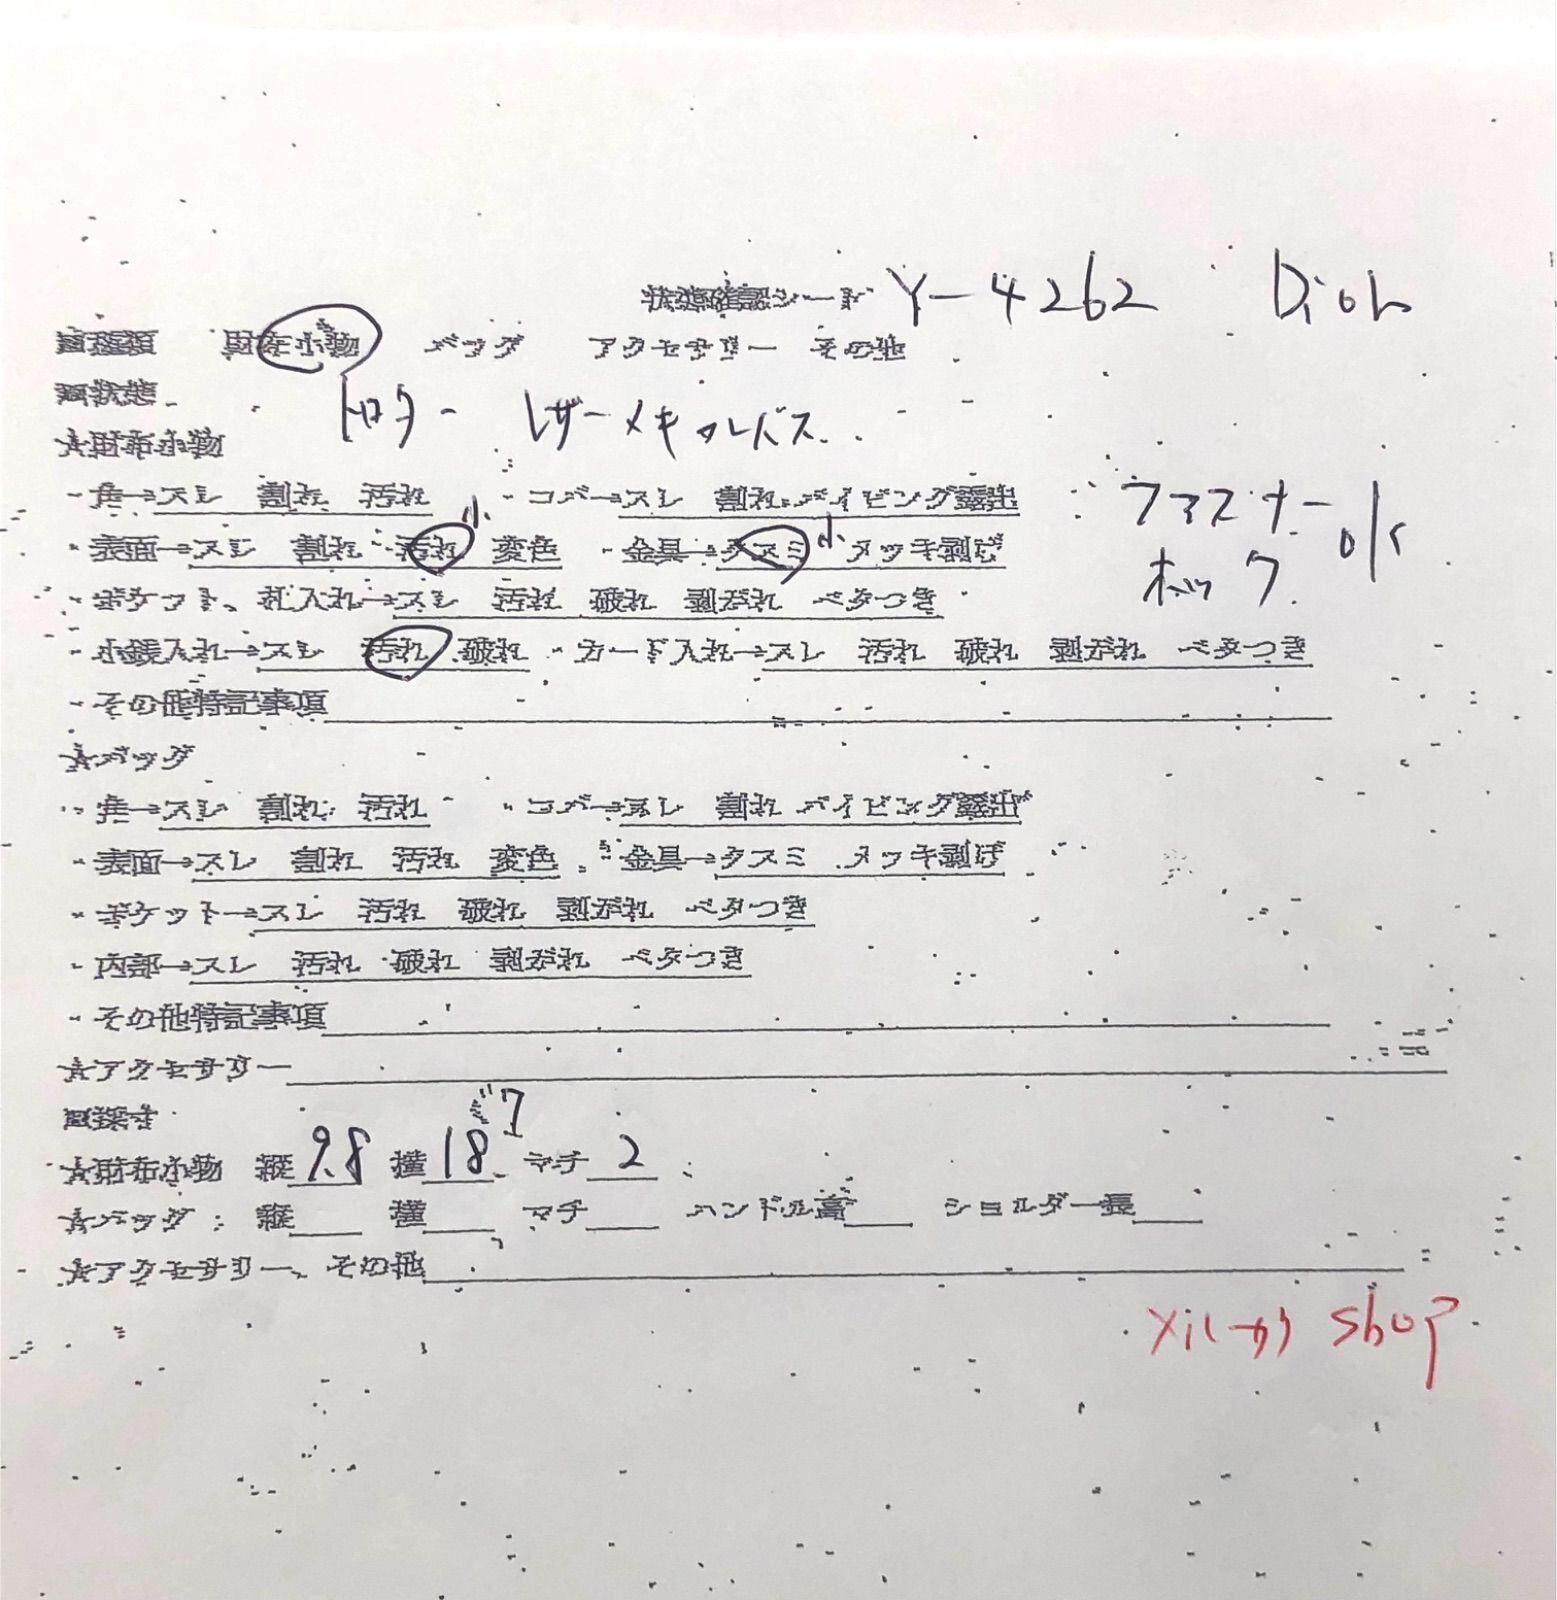 状態確認シート Y-4262 Dior
■種類 財布小物 バッグ アクセサリー その他
■状態
トロター レザー×キャンバス
☆財布小物
・角→スレ 割れ 汚れ ・コバ→スレ 割れ パイピング露出
ファスナー
小 小
・表面→スレ 割れ 汚れ 変色 ・金具→クスミ メッキ剥げ
ホック ok
・ポケット、札入れ→スレ 汚れ 破れ 剥がれ ベタつき
・小銭入れ→スレ 汚れ 破れ ・カード入れ→スレ 汚れ 破れ 剥がれ ベタつき
・その他特記事項
☆バッグ
・角→スレ 割れ 汚れ ・コバ→スレ 割れ パイピング露出
・表面→スレ 割れ 汚れ 変色 ・金具→クスミ メッキ剥げ
・ポケット→スレ 汚れ 破れ 剥がれ ベタつき
・内部→スレ 汚れ 破れ 剥がれ ベタつき
・その他特記事項
☆アクセサリー
■採寸
☆財布小物 縦9.8 横18 マチ2
☆バッグ 縦 横 マチ ハンドル高 ショルダー長
☆アクセサリー、その他
shop